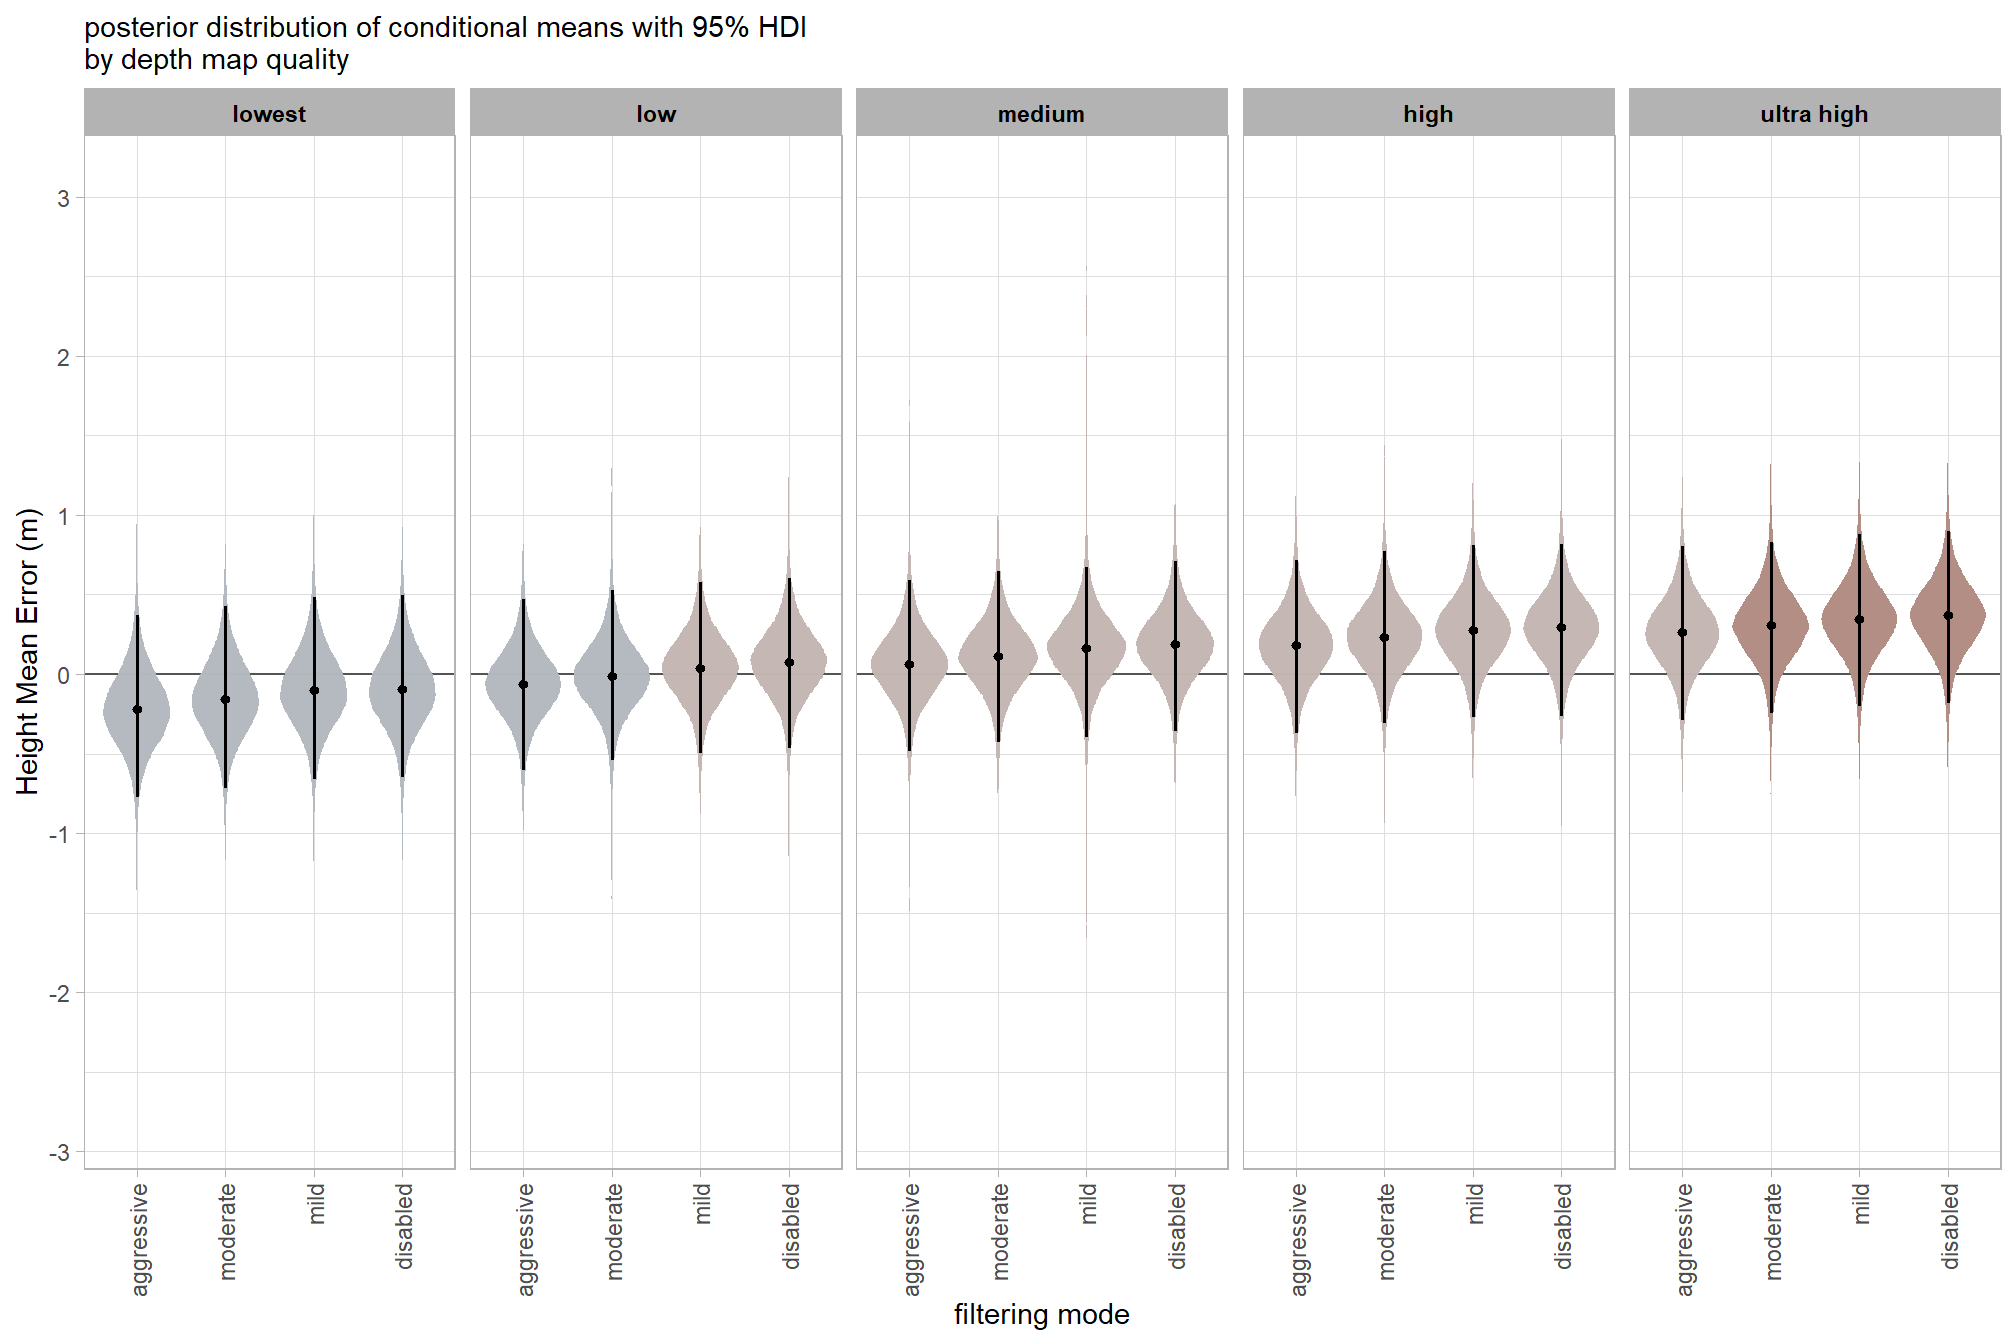 posterior distribution of conditional means with 95% HDI
by depth map quality
lowest
low
medium
high
ultra high
Height Mean Error (m)
3
2
1
0
-1
-2
-3
aggressive
moderate
mild
disabled
aggressive
moderate
mild
disabled
aggressive
moderate
mild
disabled
aggressive
moderate
mild
disabled
aggressive
moderate
mild
disabled
filtering mode